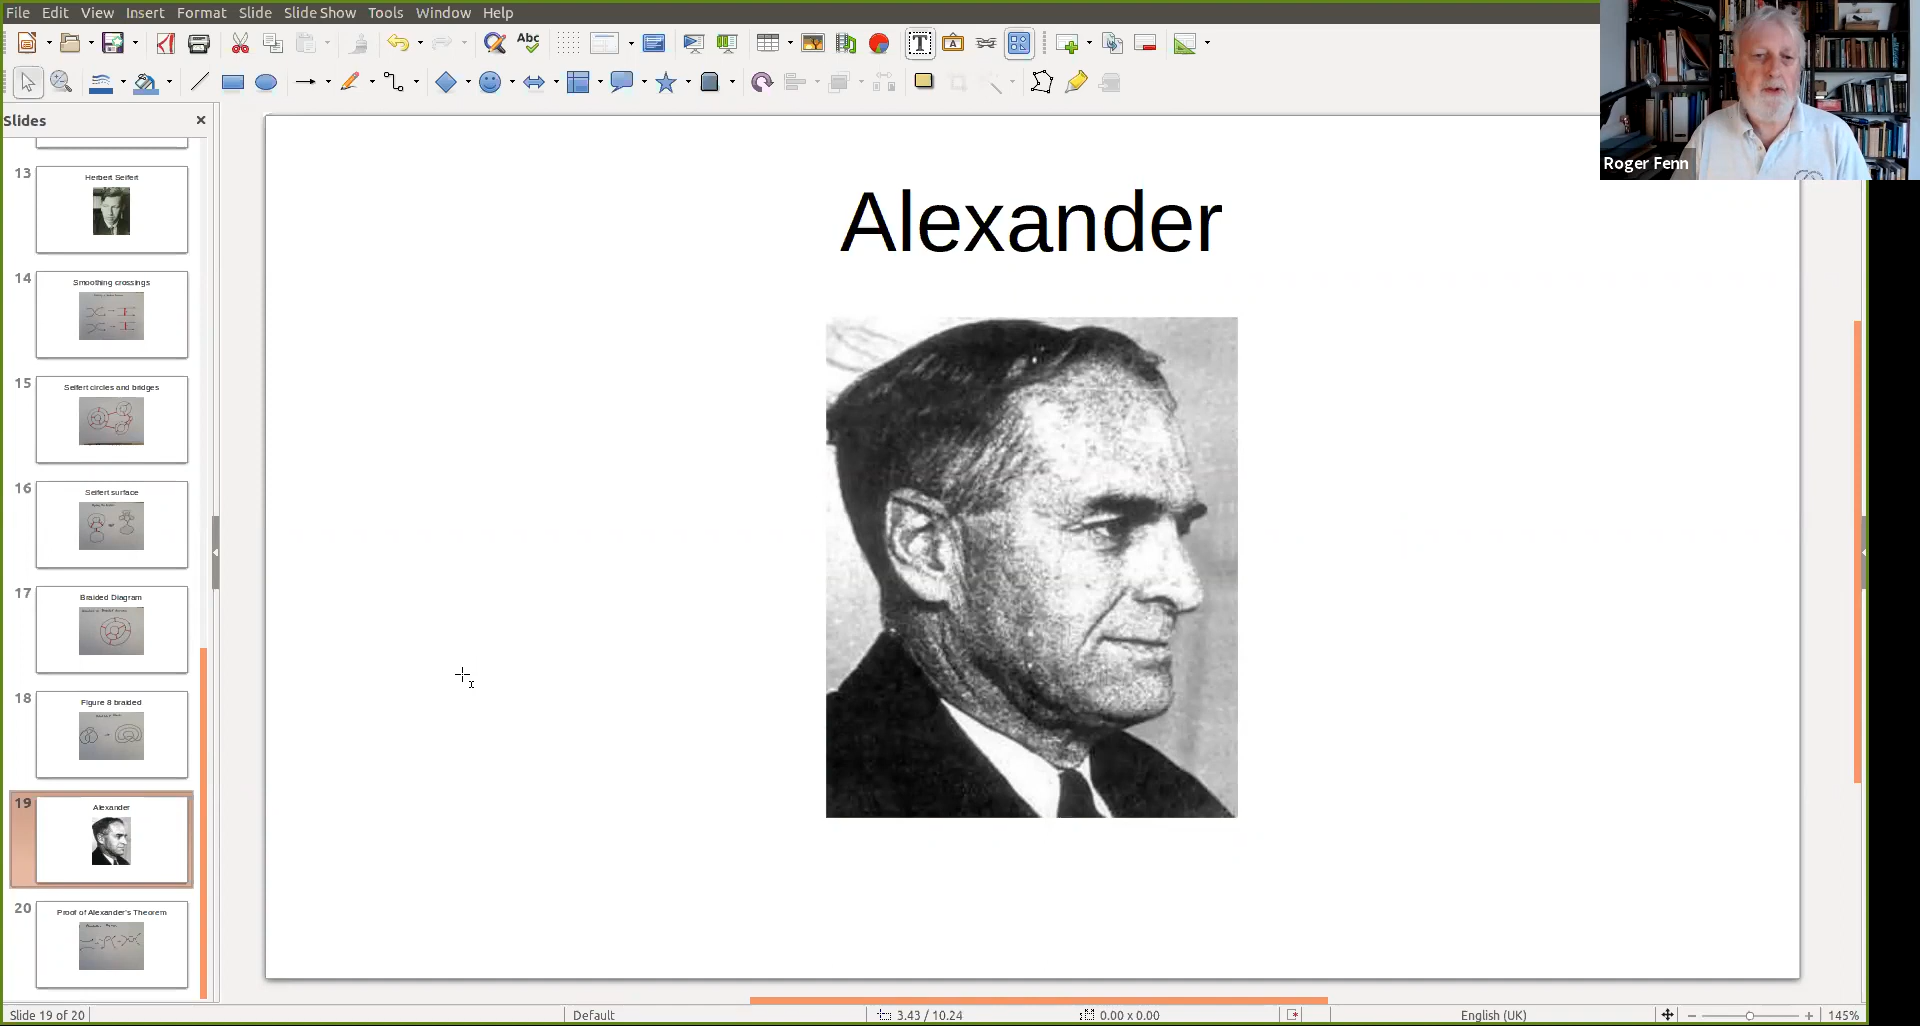 File Edit View Insert Format Slide Slide Show Tools Window Help
Abc
T
A
Slides
13
Herbert Seifert
14
Smoothing crossings
15
Seifert circles and bridges
16
Seifert surface
17
Braided Diagram
18
Figure 8 braided
19
Alexander
20
Proof of Alexander's Theorem
Alexander
Roger Fenn
Slide 19 of 20
Default
3.43 / 10.24
0.00 x 0.00
English (UK)
145%